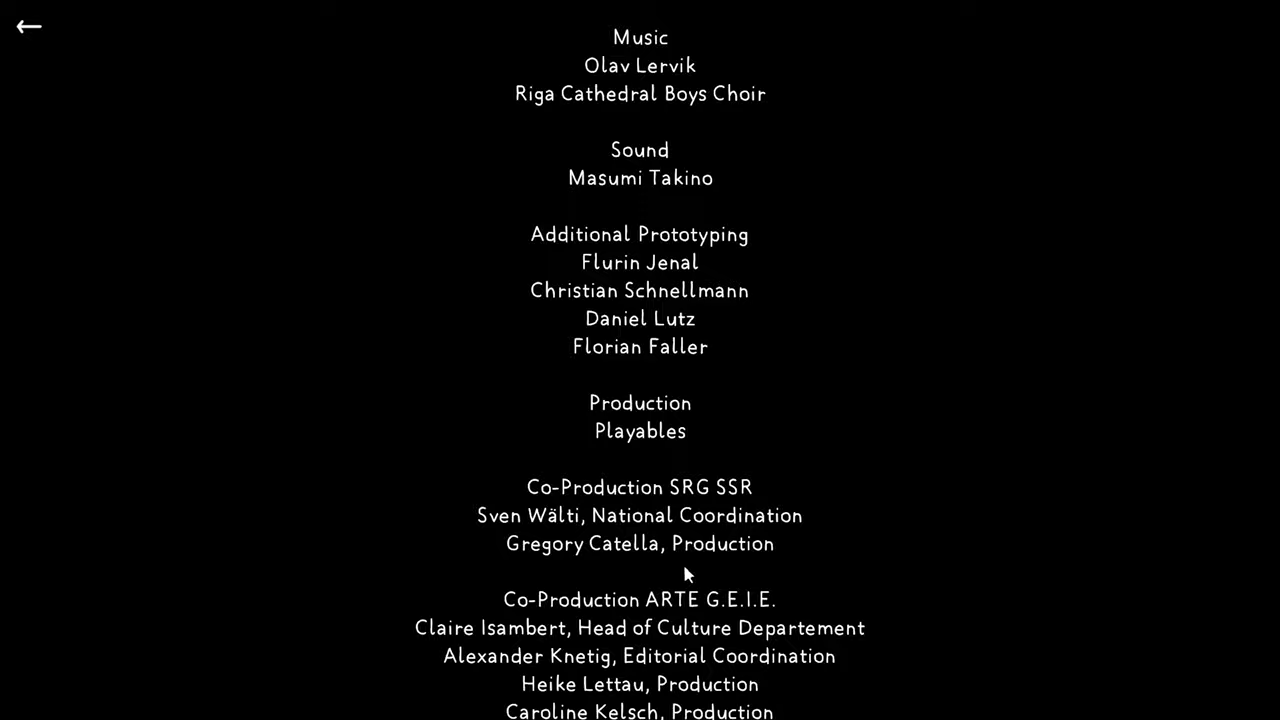 Music
Olav Lervik
Riga Cathedral Boys Choir
Sound
Masumi Takino
Additional Prototyping
Flurin Jenal
Christian Schnellmann
Daniel Lutz
Florian Faller
Production
Playables
Co-Production SRG SSR
Sven Wälti, National Coordination
Gregory Catella, Production
Co-Production ARTE G.E.I.E.
Claire Isambert, Head of Culture Departement
Alexander Knetig, Editorial Coordination
Heike Lettau, Production
Caroline Kelsch, Production